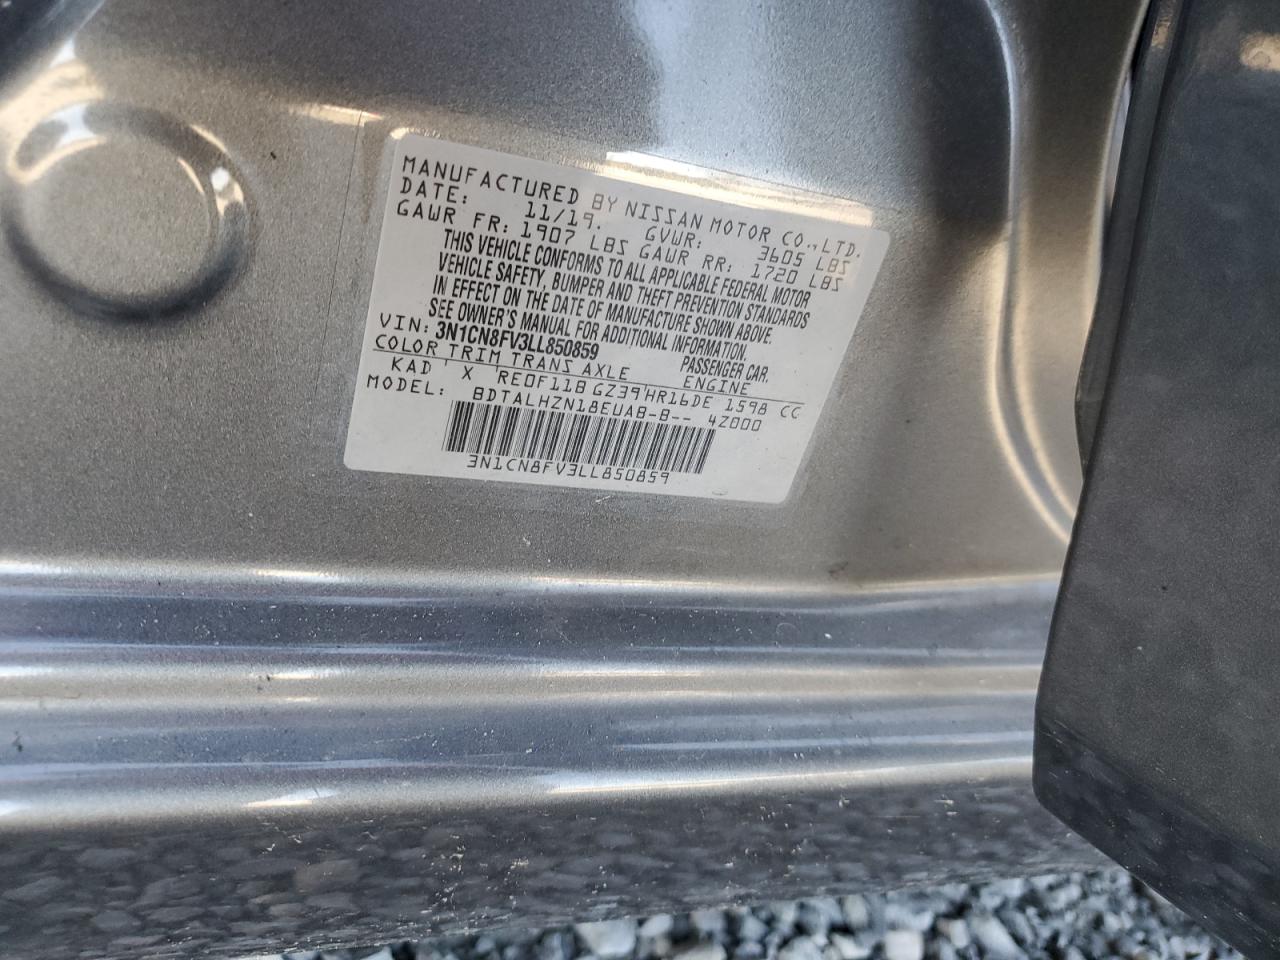 MANUFACTURED BY NISSAN MOTOR CO.,LTD.
DATE: 11/19. GVWR: 3605 LBS
GAWR FR: 1907 LBS GAWR RR: 1720 LBS
THIS VEHICLE CONFORMS TO ALL APPLICABLE FEDERAL MOTOR
VEHICLE SAFETY, BUMPER AND THEFT PREVENTION STANDARDS
IN EFFECT ON THE DATE OF MANUFACTURE SHOWN ABOVE.
SEE OWNER'S MANUAL FOR ADDITIONAL INFORMATION.
VIN: 3N1CN8FV3LL850859 PASSENGER CAR.
COLOR TRIM TRANS AXLE ENGINE
KAD X RE0F11B GZ39 HR16DE 1598 CC
MODEL: BDTALHZN18EUA8-B-- 4Z000
3N1CN8FV3LL850859